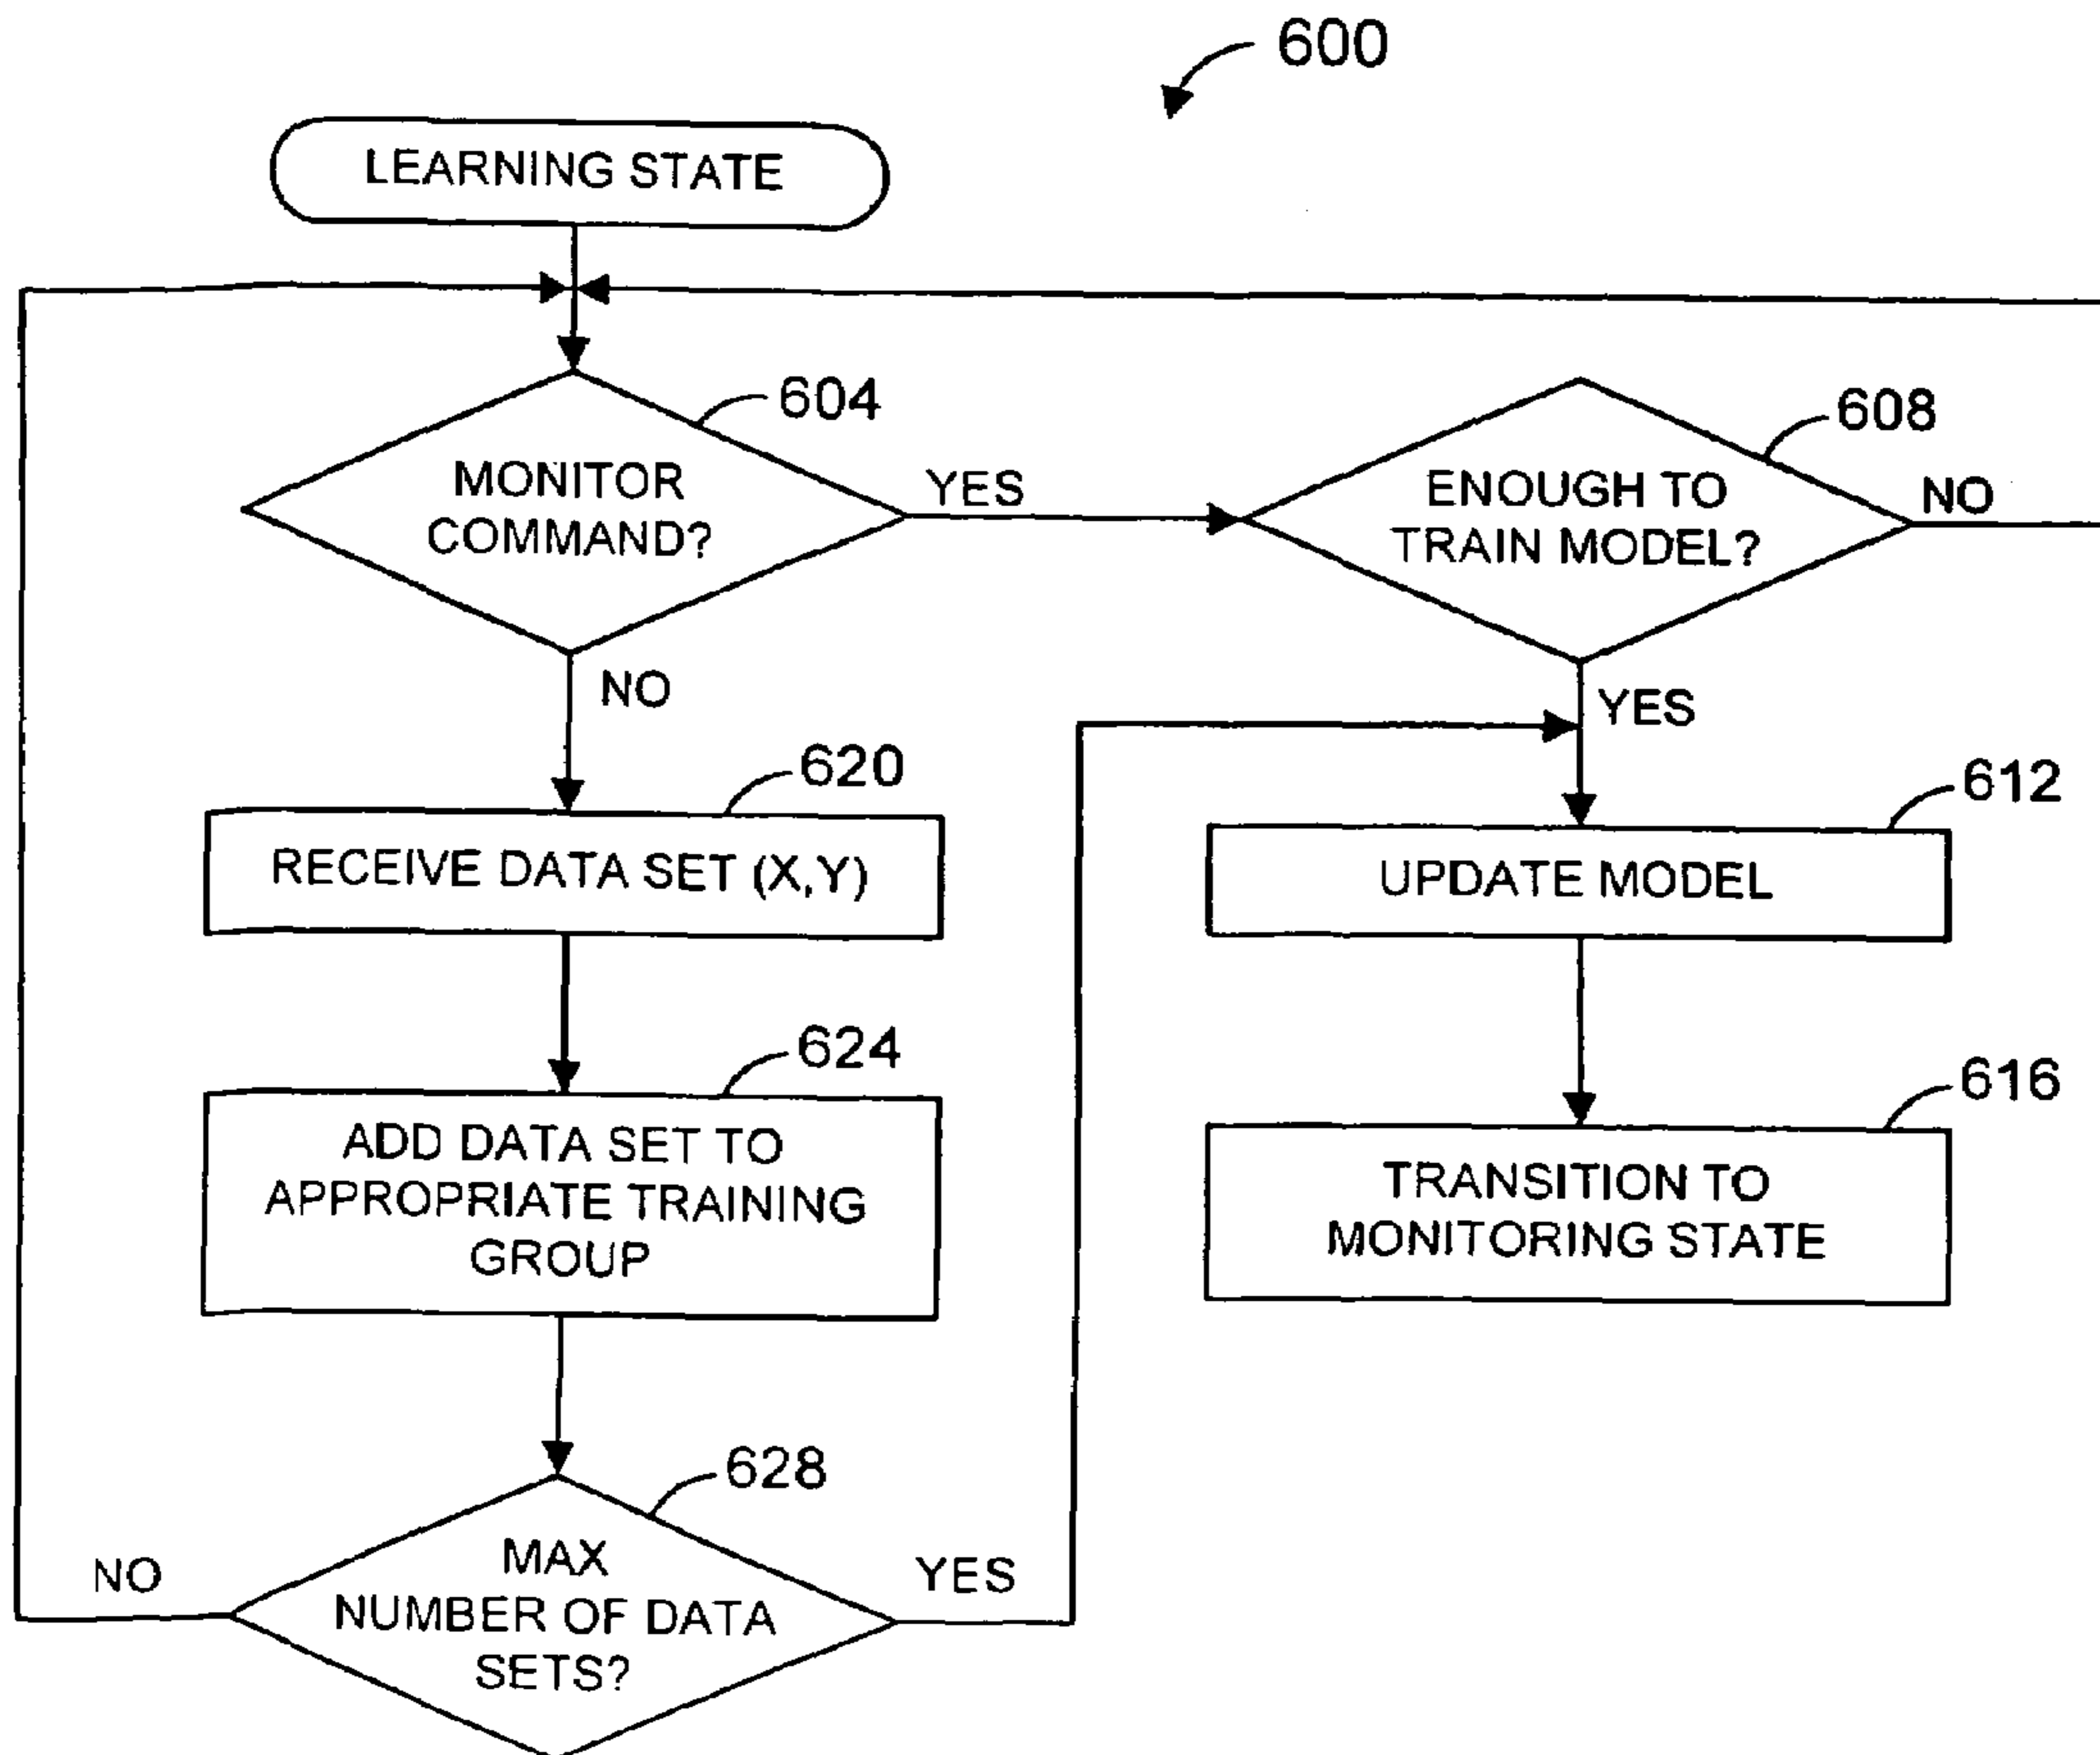 600
LEARNING STATE
604
MONITOR
COMMAND?
YES
608
ENOUGH TO
TRAIN MODEL?
NO
NO
YES
620
RECEIVE DATA SET (X,Y)
612
UPDATE MODEL
624
ADD DATA SET TO
APPROPRIATE TRAINING
GROUP
616
TRANSITION TO
MONITORING STATE
628
MAX
NUMBER OF DATA
SETS?
NO
YES